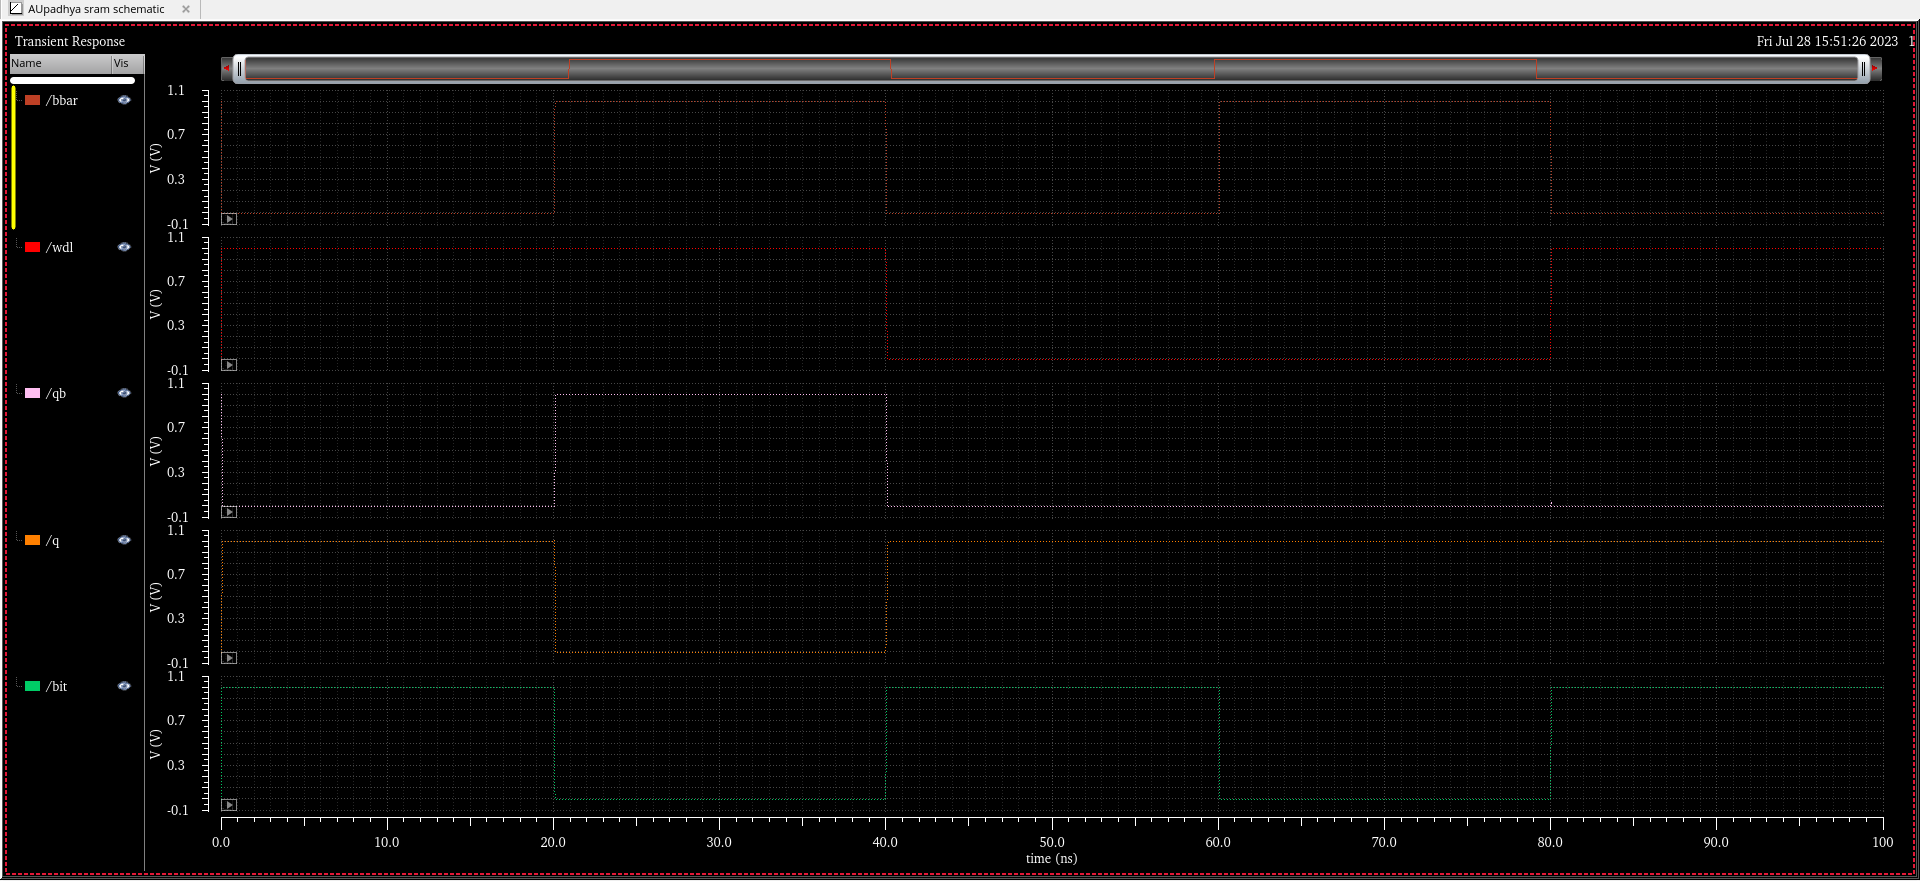 AUpadhya sram schematic
Transient Response
Fri Jul 28 15:51:26 2023 1
Name Vis
/bbar
1.1
0.7
0.3
-0.1
V (V)
/wdl
1.1
0.7
0.3
-0.1
V (V)
/qb
1.1
0.7
0.3
-0.1
V (V)
/q
1.1
0.7
0.3
-0.1
V (V)
/bit
1.1
0.7
0.3
-0.1
V (V)
0.0 10.0 20.0 30.0 40.0 50.0 60.0 70.0 80.0 90.0 100
time (ns)